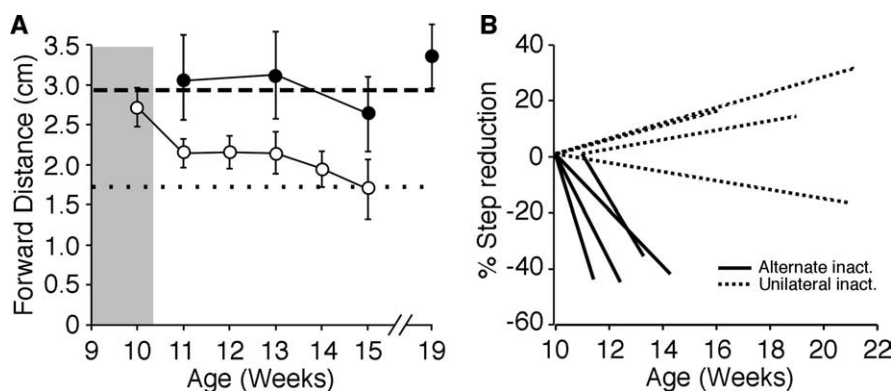 A
Forward Distance (cm)
3.5
3.0
2.5
2.0
1.5
1.0
0.5
0
9 10 11 12 13 14 15 19
Age (Weeks)
B
% Step reduction
40
20
0
-20
-40
-60
Alternate inact.
Unilateral inact.
10 12 14 16 18 20 22
Age (Weeks)